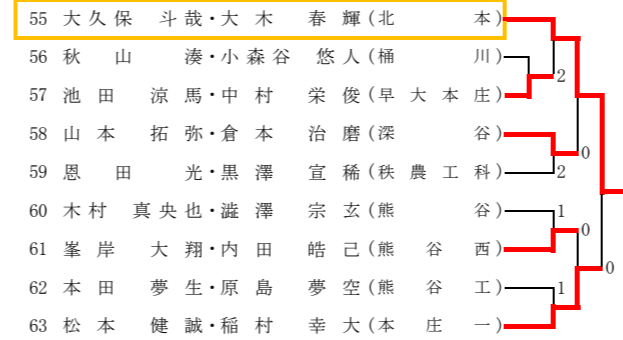 55 大久保 斗哉・大木 春輝(北本)
56 秋山 湊・小森谷 悠人(桶川)
57 池田 涼馬・中村 栄俊(早大本庄)
2
58 山本 拓弥・倉本 治磨(深谷)
0
59 恩田 光・黒澤 宣稀(秩農工科)
2
60 木村 真央也・澁澤 宗玄(熊谷)
1
0
61 峯岸 大翔・内田 皓己(熊谷西)
0
62 本田 夢生・原島 夢空(熊谷工)
1
63 松本 健誠・稲村 幸大(本庄一)